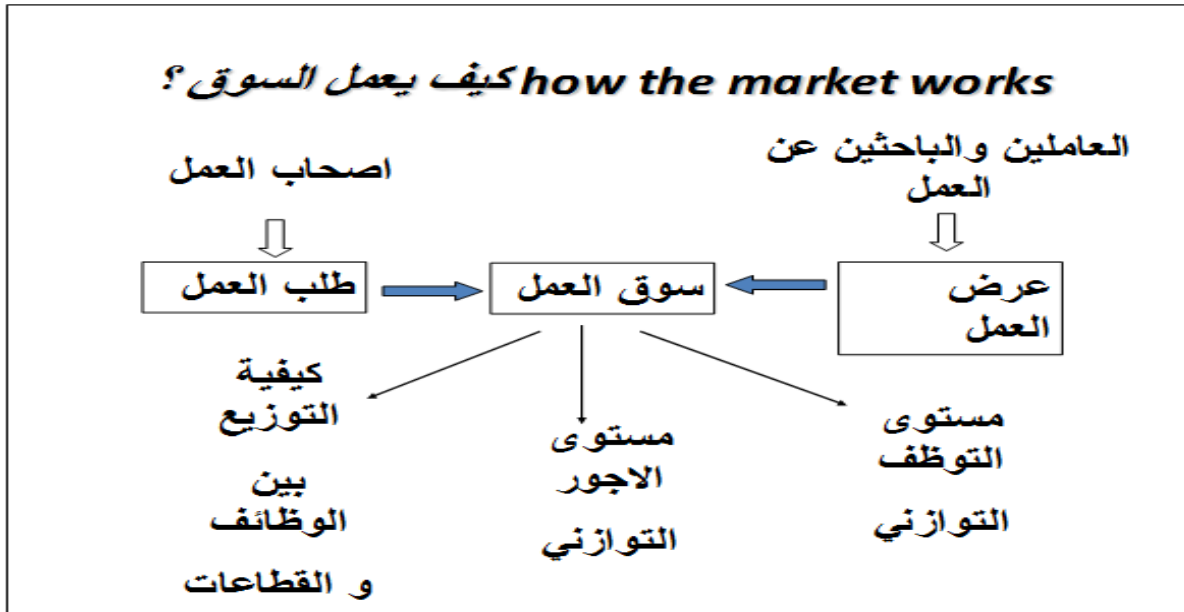 how the market works كيف يعمل السوق ؟
العاملين والباحثين عن
العمل
اصحاب العمل
عرض
العمل
سوق العمل
طلب العمل
مستوى
التوظف
التوازني
مستوى
الاجور
التوازني
كيفية
التوزيع
بين
الوظائف
و القطاعات